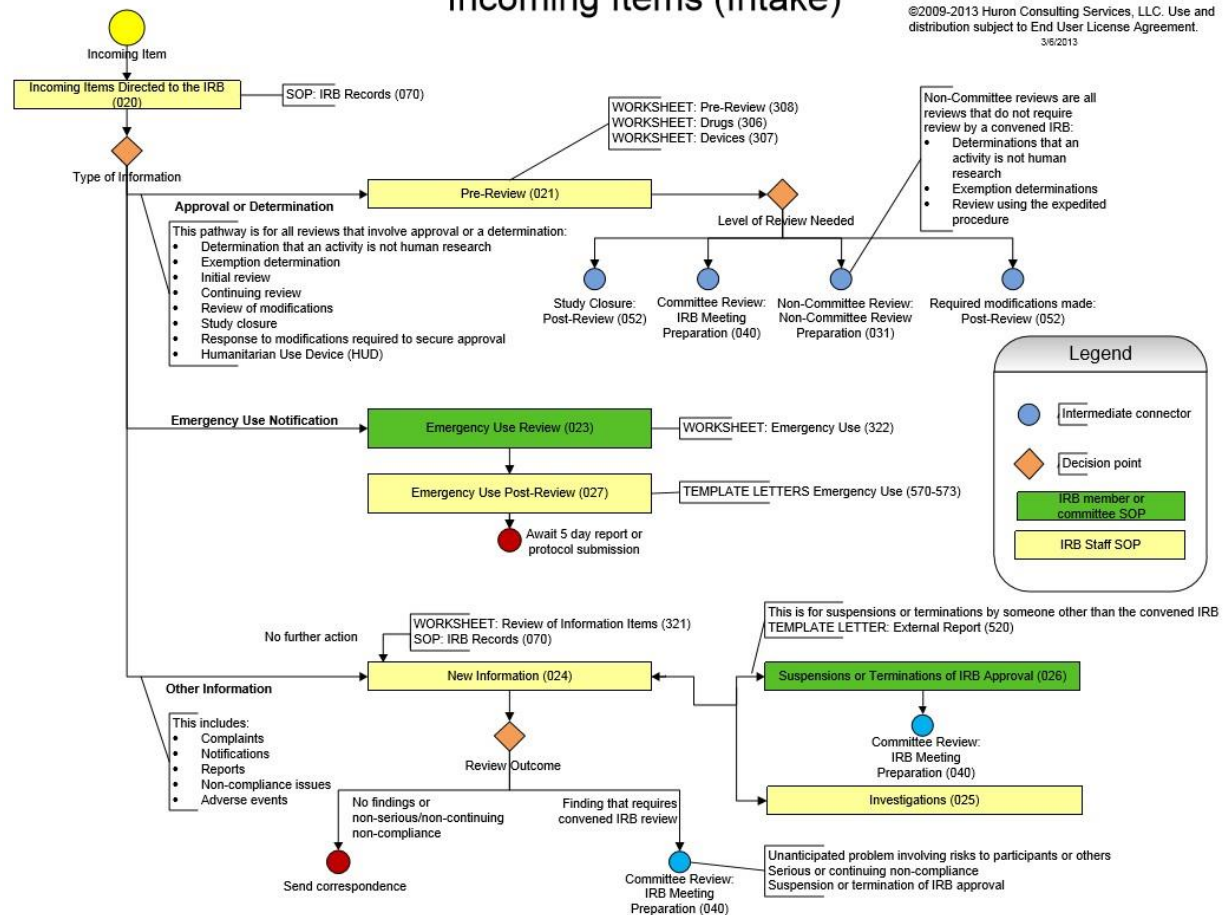 Incoming Items (Intake)
©2009-2013 Huron Consulting Services, LLC. Use and
distribution subject to End User License Agreement.
3/6/2013
Incoming Item
Incoming Items Directed to the IRB
(020)
SOP: IRB Records (070)
Type of Information
WORKSHEET: Pre-Review (308)
WORKSHEET: Drugs (306)
WORKSHEET: Devices (307)
Non-Committee reviews are all
reviews that do not require
review by a convened IRB:
• Determinations that an
activity is not human
research
• Exemption determinations
• Review using the expedited
procedure
Approval or Determination
Pre-Review (021)
Level of Review Needed
This pathway is for all reviews that involve approval or a determination:
• Determination that an activity is not human research
• Exemption determination
• Initial review
• Continuing review
• Review of modifications
• Study closure
• Response to modifications required to secure approval
• Humanitarian Use Device (HUD)
Study Closure:
Post-Review (052)
Committee Review:
IRB Meeting
Preparation (040)
Non-Committee Review:
Non-Committee Review
Preparation (031)
Required modifications made:
Post-Review (052)
Legend
Intermediate connector
Decision point
IRB member or
committee SOP
IRB Staff SOP
Emergency Use Notification
Emergency Use Review (023)
WORKSHEET: Emergency Use (322)
Emergency Use Post-Review (027)
TEMPLATE LETTERS Emergency Use (570-573)
Await 5 day report or
protocol submission
No further action
WORKSHEET: Review of Information Items (321)
SOP: IRB Records (070)
This is for suspensions or terminations by someone other than the convened IRB
TEMPLATE LETTER: External Report (520)
Other Information
New Information (024)
Suspensions or Terminations of IRB Approval (026)
This includes:
• Complaints
• Notifications
• Reports
• Non-compliance issues
• Adverse events
Review Outcome
Committee Review:
IRB Meeting
Preparation (040)
Investigations (025)
No findings or
non-serious/non-continuing
non-compliance
Finding that requires
convened IRB review
Send correspondence
Committee Review:
IRB Meeting
Preparation (040)
Unanticipated problem involving risks to participants or others
Serious or continuing non-compliance
Suspension or termination of IRB approval